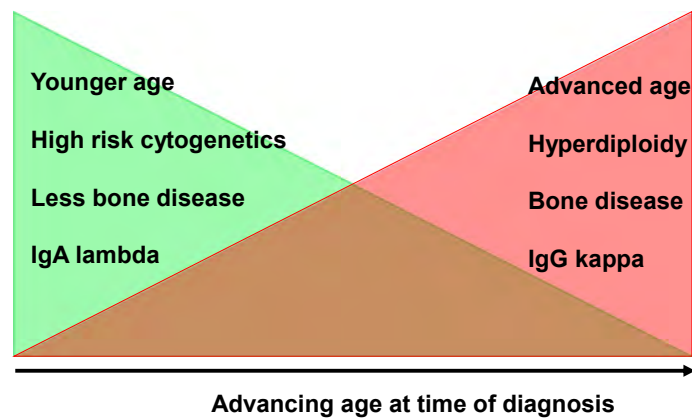 Younger age
High risk cytogenetics
Less bone disease
IgA lambda
Advanced age
Hyperdiploidy
Bone disease
IgG kappa
Advancing age at time of diagnosis